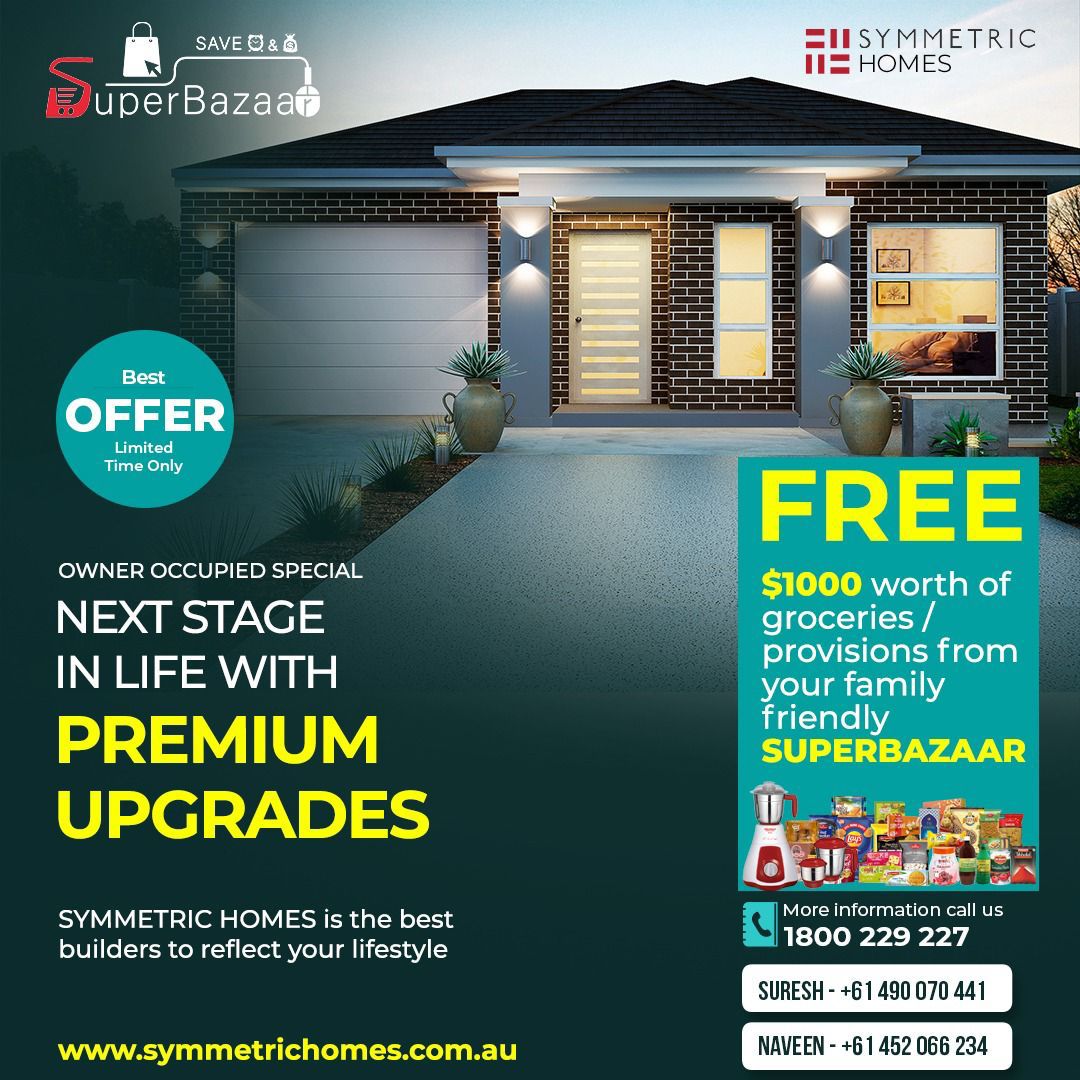 SAVE &
SuperBazaar
SYMMETRIC
HOMES
Best
OFFER
Limited
Time Only
OWNER OCCUPIED SPECIAL
NEXT STAGE
IN LIFE WITH
PREMIUM
UPGRADES
SYMMETRIC HOMES is the best
builders to reflect your lifestyle
www.symmetrichomes.com.au
FREE
$1000 worth of
groceries /
provisions from
your family
friendly
SUPERBAZAAR
Lay's
More information call us
1800 229 227
SURESH - +61 490 070 441
NAVEEN - +61 452 066 234